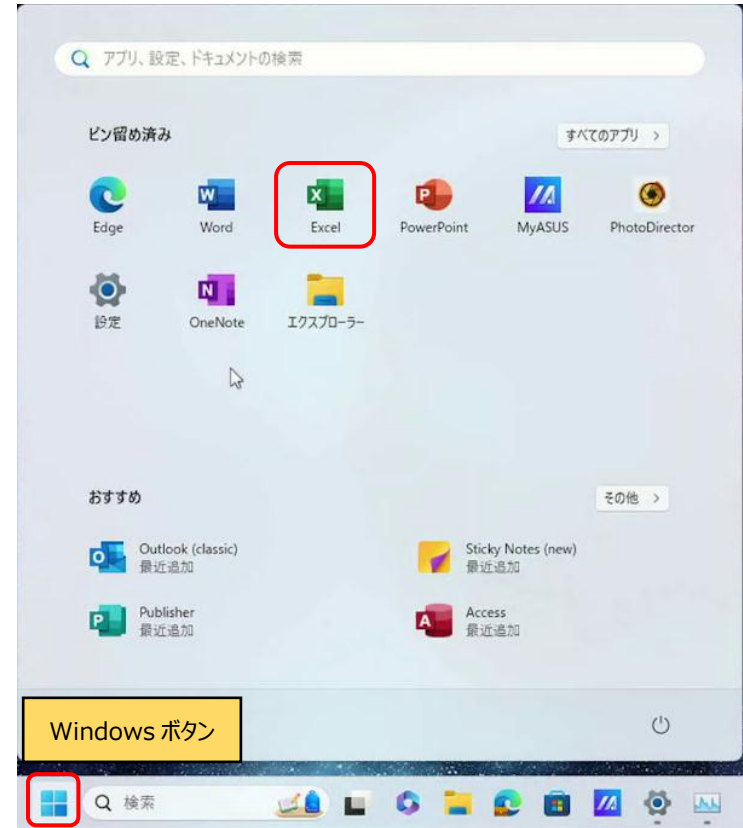 アプリ、設定、ドキュメントの検索
ピン留め済み
すべてのアプリ
Edge
Word
Excel
PowerPoint
MyASUS
PhotoDirector
設定
OneNote
エクスプローラー
おすすめ
その他
Outlook (classic)
最近追加
Sticky Notes (new)
最近追加
Publisher
最近追加
Access
最近追加
Windows ボタン
検索